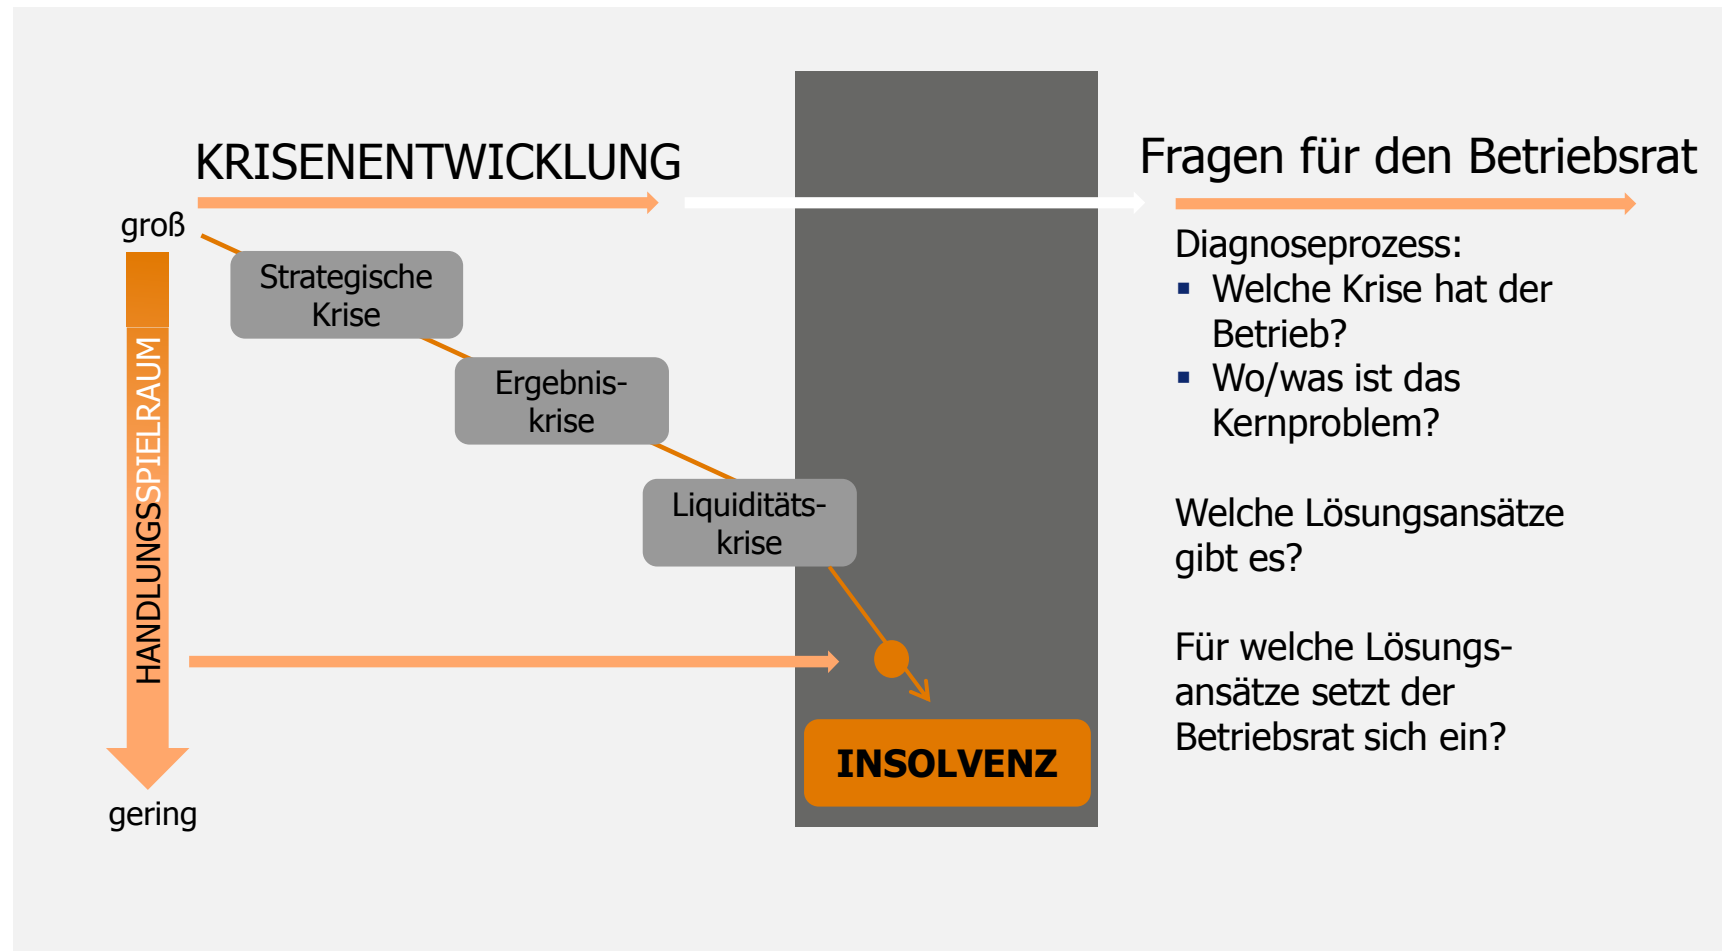 KRISENENTWICKLUNG
groß
HANDLUNGSSPIELRAUM
gering
Strategische
Krise
Ergebnis-
krise
Liquiditäts-
krise
INSOLVENZ
Fragen für den Betriebsrat
Diagnoseprozess:
▪ Welche Krise hat der
Betrieb?
▪ Wo/was ist das
Kernproblem?
Welche Lösungsansätze
gibt es?
Für welche Lösungs-
ansätze setzt der
Betriebsrat sich ein?